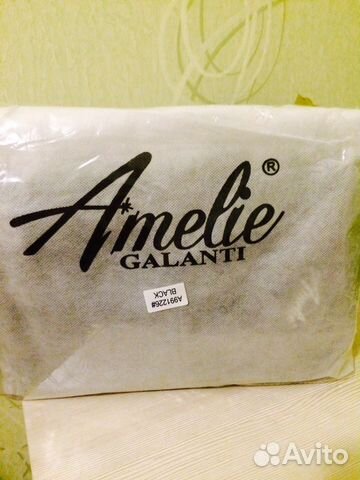 Amelie ®
GALANTI
A991226#
BLACK
Avito